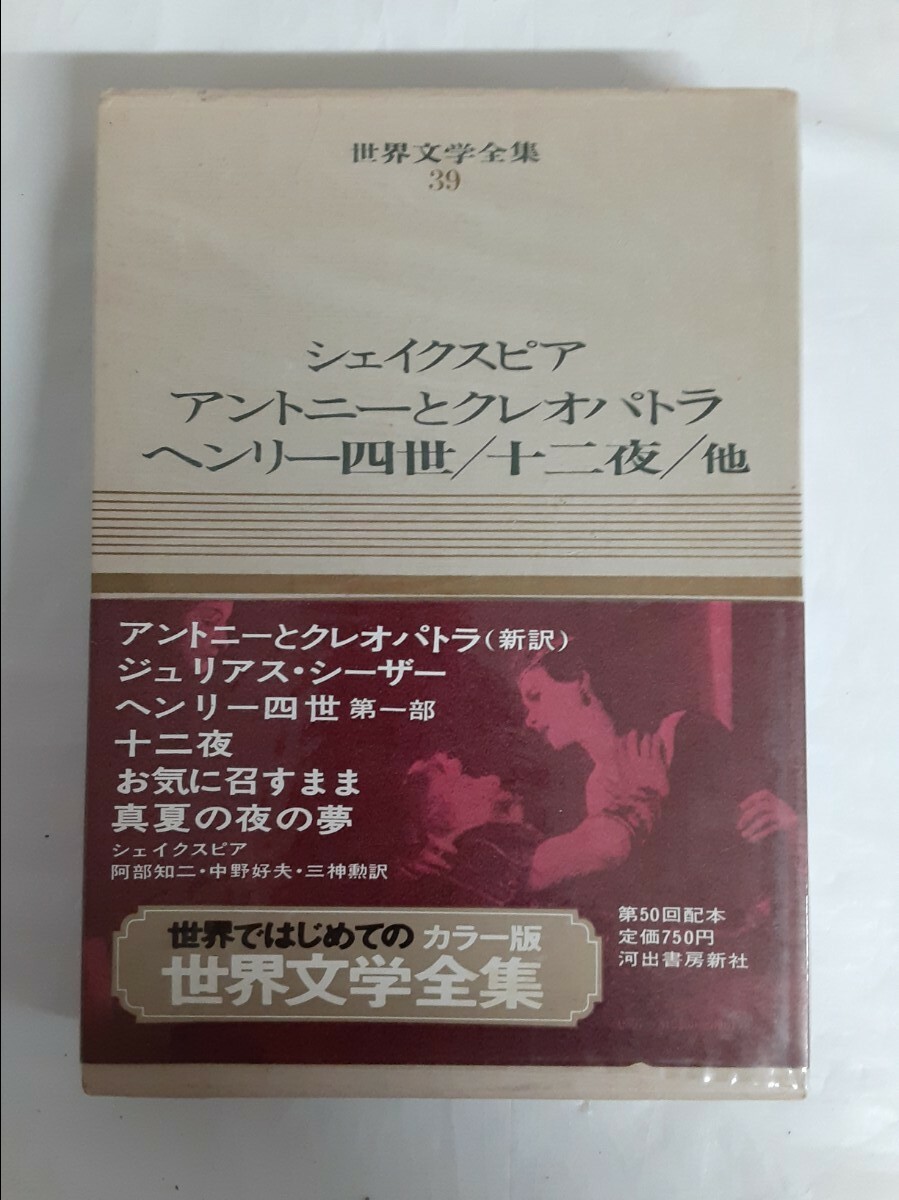 世界文学全集
39
シェイクスピア
アントニーとクレオパトラ
ヘンリー四世/十二夜/他
アントニーとクレオパトラ(新訳)
ジュリアス・シーザー
ヘンリー四世 第一部
十二夜
お気に召すまま
真夏の夜の夢
シェイクスピア
阿部知二・中野好夫・三神勲訳
世界ではじめての カラー版
世界文学全集
第50回配本
定価750円
河出書房新社